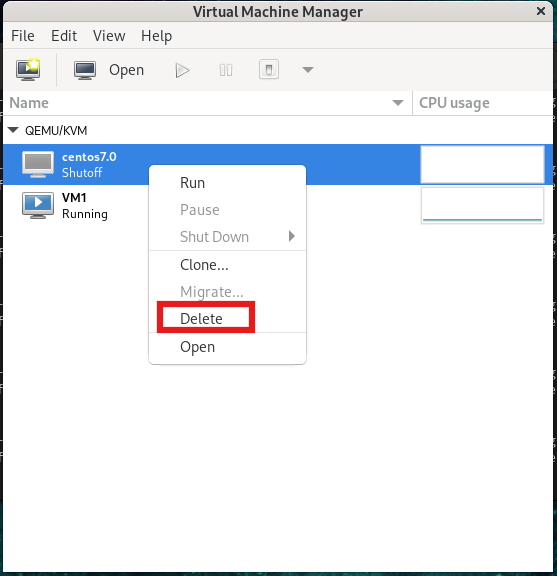 Virtual Machine Manager
File Edit View Help
Open
Name CPU usage
QEMU/KVM
centos7.0
Shutoff
VM1
Running
Run
Pause
Shut Down
Clone...
Migrate...
Delete
Open